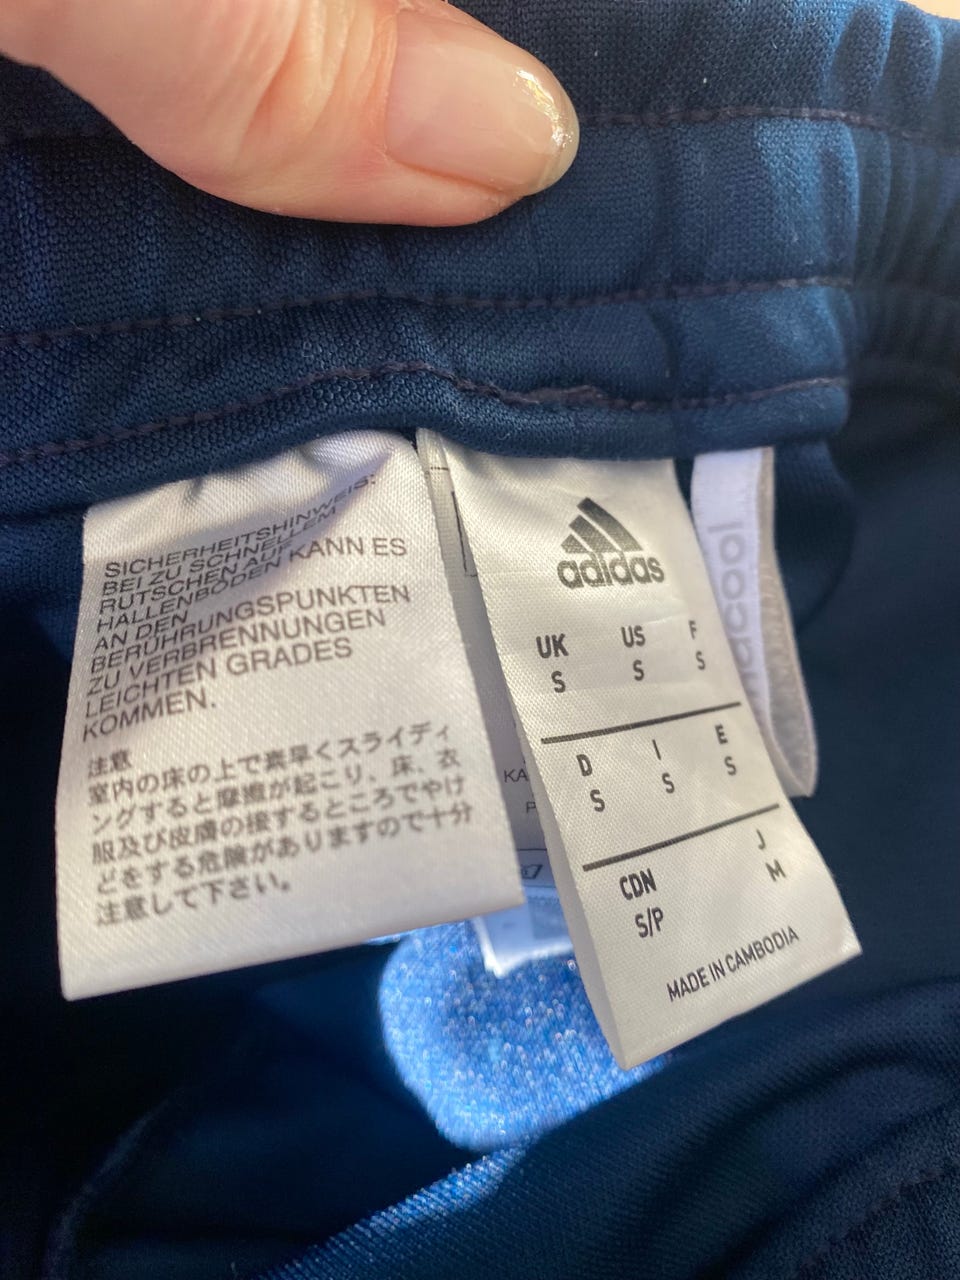 SICHERHEITSHINWEIS:
BEI ZU SCHNELLEM
RUTSCHEN AUF
HALLENBÖDEN KANN ES
AN DEN
BERÜHRUNGSPUNKTEN
ZU VERBRENNUNGEN
LEICHTEN GRADES
KOMMEN.
注意
室内の床の上で素早くスライディ
ングすると摩擦が起こり、床、衣
服及び皮膚の接するところでやけ
どをする危険がありますので十分
注意して下さい。
KA
P
adidas
UK US F
S S S
D I E
S S S
CDN J
S/P M
MADE IN CAMBODIA
macool